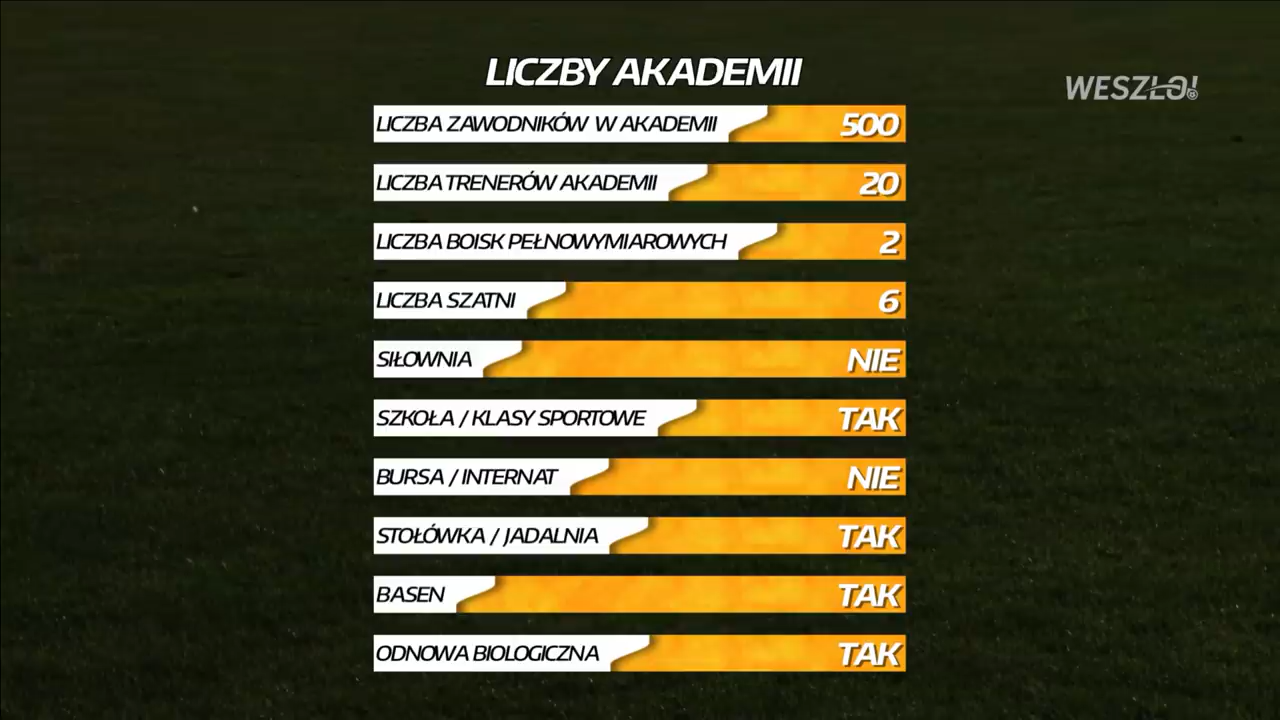 LICZBY AKADEMII
WESZŁO!
LICZBA ZAWODNIKÓW W AKADEMII 500
LICZBA TRENERÓW AKADEMII 20
LICZBA BOISK PEŁNOWYMIAROWYCH 2
LICZBA SZATNI 6
SIŁOWNIA NIE
SZKOŁA / KLASY SPORTOWE TAK
BURSA / INTERNAT NIE
STOŁÓWKA / JADALNIA TAK
BASEN TAK
ODNOWA BIOLOGICZNA TAK